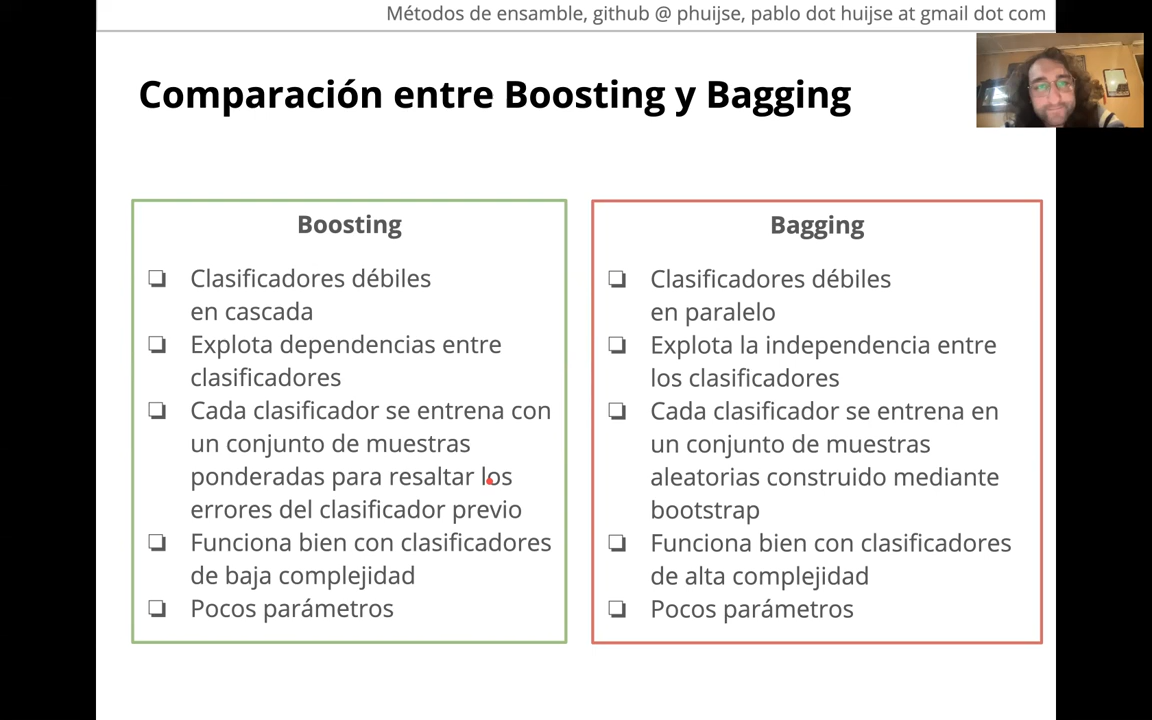 Métodos de ensamble, github @ phuijse, pablo dot huijse at gmail dot com
Comparación entre Boosting y Bagging
Boosting
❏ Clasificadores débiles
en cascada
❏ Explota dependencias entre
clasificadores
❏ Cada clasificador se entrena con
un conjunto de muestras
ponderadas para resaltar los
errores del clasificador previo
❏ Funciona bien con clasificadores
de baja complejidad
❏ Pocos parámetros
Bagging
❏ Clasificadores débiles
en paralelo
❏ Explota la independencia entre
los clasificadores
❏ Cada clasificador se entrena en
un conjunto de muestras
aleatorias construido mediante
bootstrap
❏ Funciona bien con clasificadores
de alta complejidad
❏ Pocos parámetros